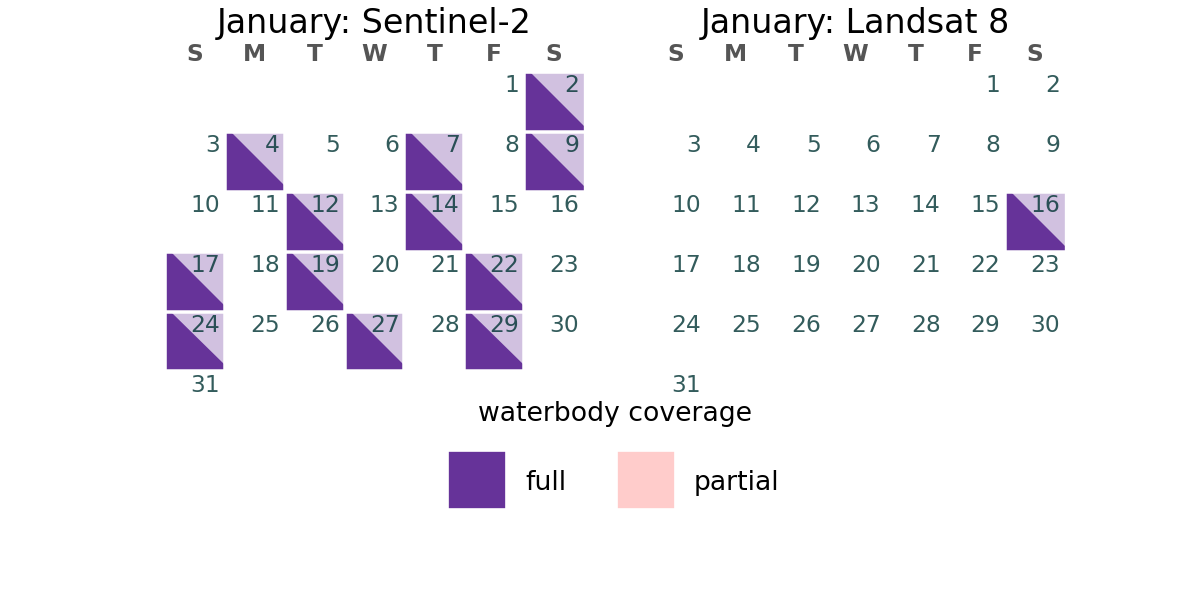 January: Sentinel-2
S M T W T F S
1 2
3 4 5 6 7 8 9
10 11 12 13 14 15 16
17 18 19 20 21 22 23
24 25 26 27 28 29 30
31
January: Landsat 8
S M T W T F S
1 2
3 4 5 6 7 8 9
10 11 12 13 14 15 16
17 18 19 20 21 22 23
24 25 26 27 28 29 30
31
waterbody coverage
full partial